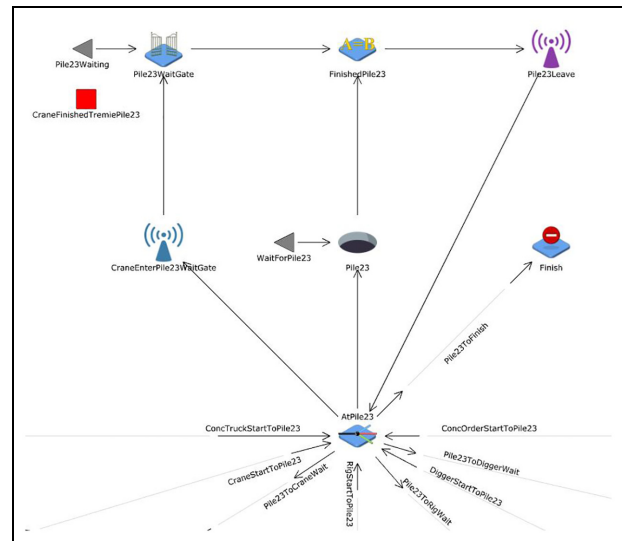 A=B
Pile23Waiting
Pile23WaitGate
FinishedPile23
Pile23Leave
CraneFinishedTremiePile23
CraneEnterPile23WaitGate
WaitForPile23
Pile23
Finish
Pile23ToFinish
AtPile23
ConcTruckStartToPile23
ConcOrderStartToPile23
CraneStartToPile23
Pile23ToCraneWait
RigStartToPile23
Pile23ToRigWait
DiggerStartToPile23
Pile23ToDiggerWait